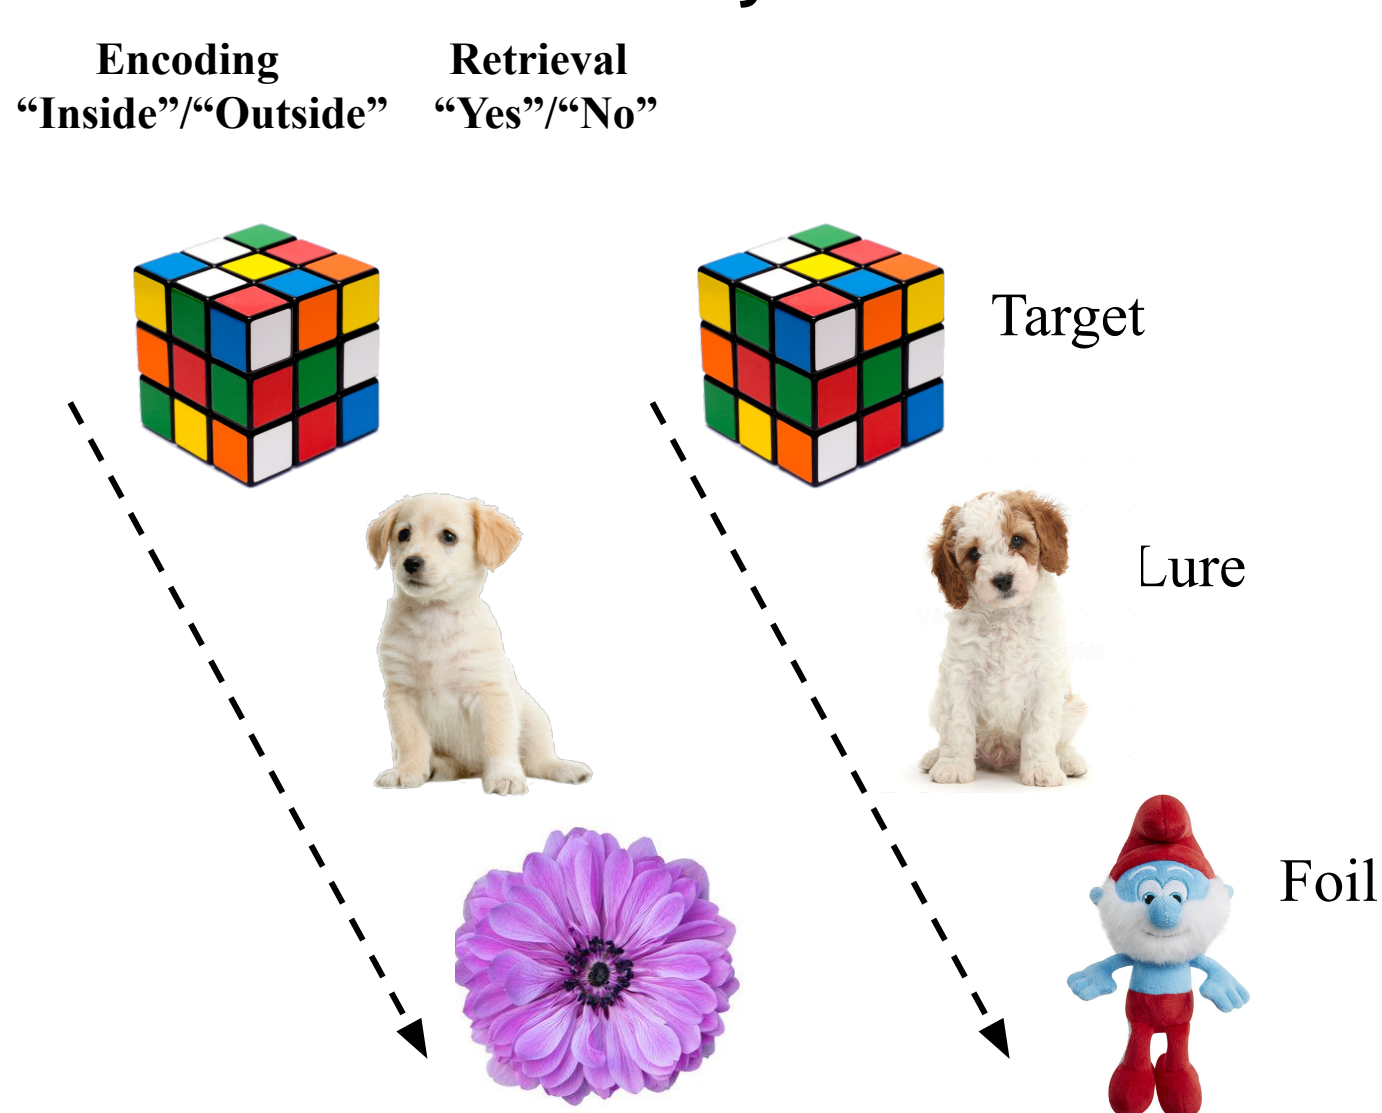 Encoding
“Inside”/“Outside”
Retrieval
“Yes”/“No”
Target
Lure
Foil